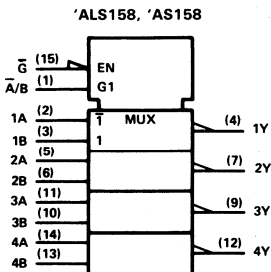 'ALS158, 'AS158
G̅ (15) EN
A̅/B (1) G1
1A (2) 1̅ MUX (4) 1Y
1B (3) 1
2A (5) (7) 2Y
2B (6)
3A (11) (9) 3Y
3B (10)
4A (14) (12) 4Y
4B (13)